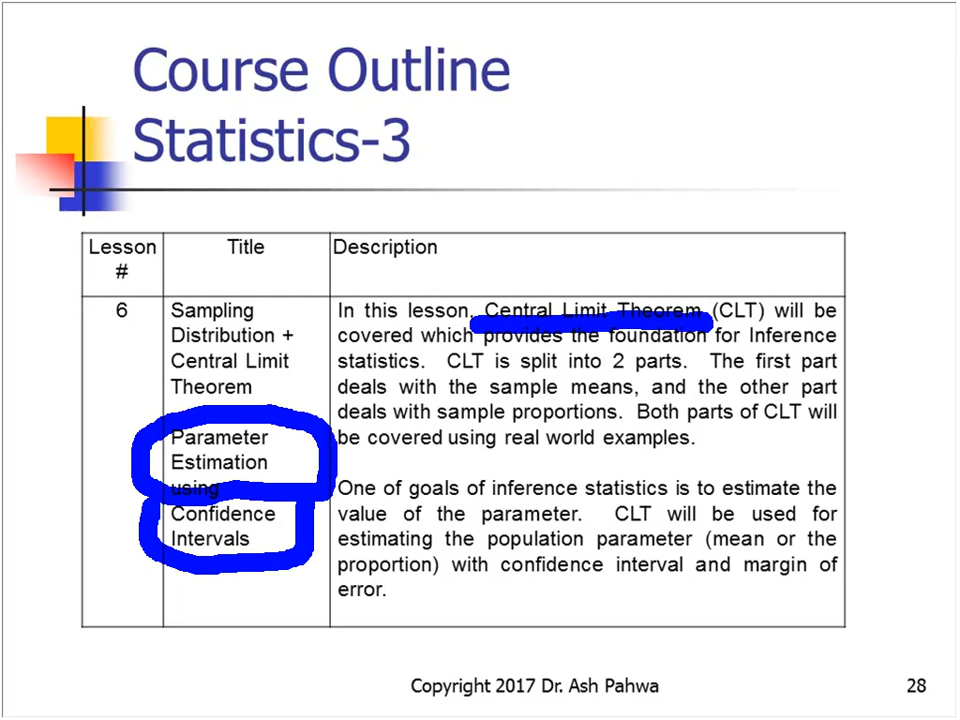 Course Outline
Statistics-3
Lesson
#
Title
Description
6
Sampling
Distribution +
Central Limit
Theorem
Parameter
Estimation
using
Confidence
Intervals
In this lesson, Central Limit Theorem (CLT) will be
covered which provides the foundation for Inference
statistics. CLT is split into 2 parts. The first part
deals with the sample means, and the other part
deals with sample proportions. Both parts of CLT will
be covered using real world examples.
One of goals of inference statistics is to estimate the
value of the parameter. CLT will be used for
estimating the population parameter (mean or the
proportion) with confidence interval and margin of
error.
Copyright 2017 Dr. Ash Pahwa
28